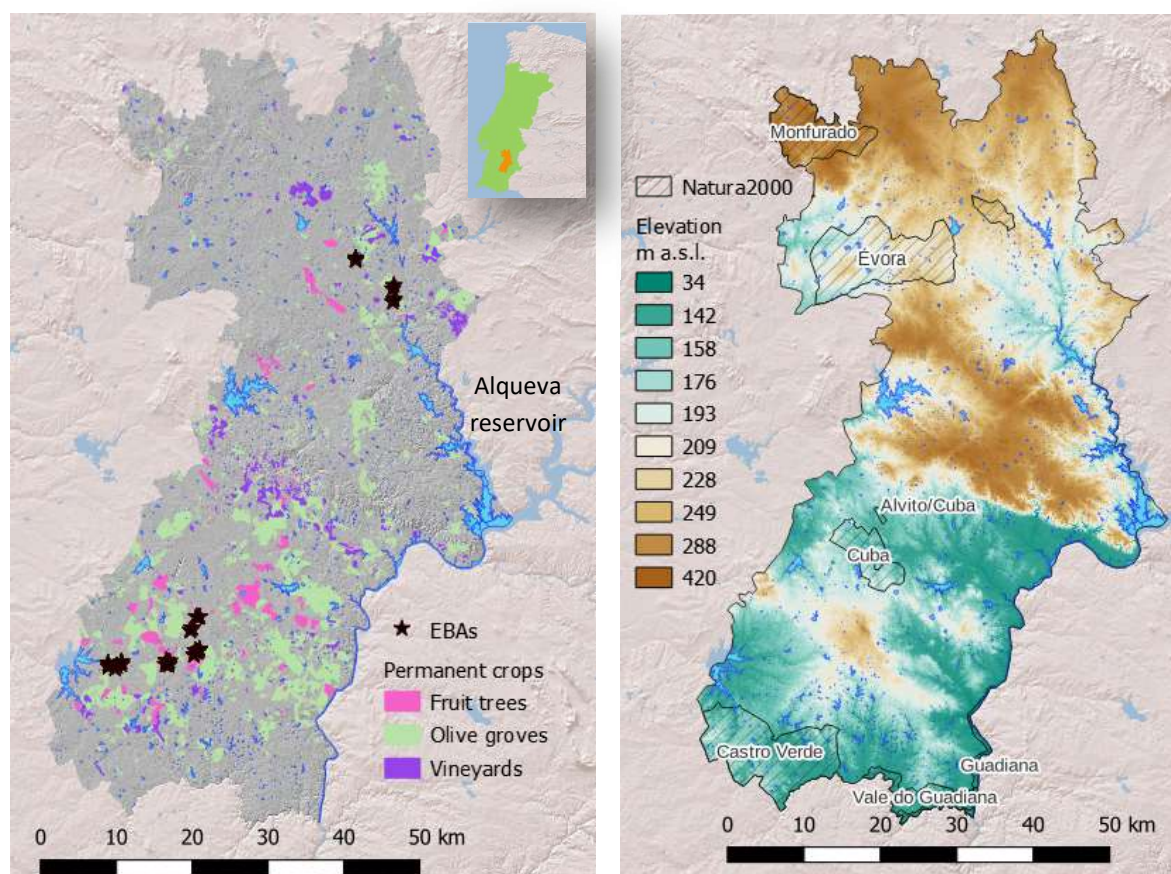 Alqueva
reservoir
EBAs
Permanent crops
Fruit trees
Olive groves
Vineyards
0 10 20 30 40 50 km
Monfurado
Natura2000
Elevation
m a.s.l.
34
142
158
176
193
209
228
249
288
420
Évora
Alvito/Cuba
Cuba
Castro Verde
Guadiana
Vale do Guadiana
0 10 20 30 40 50 km